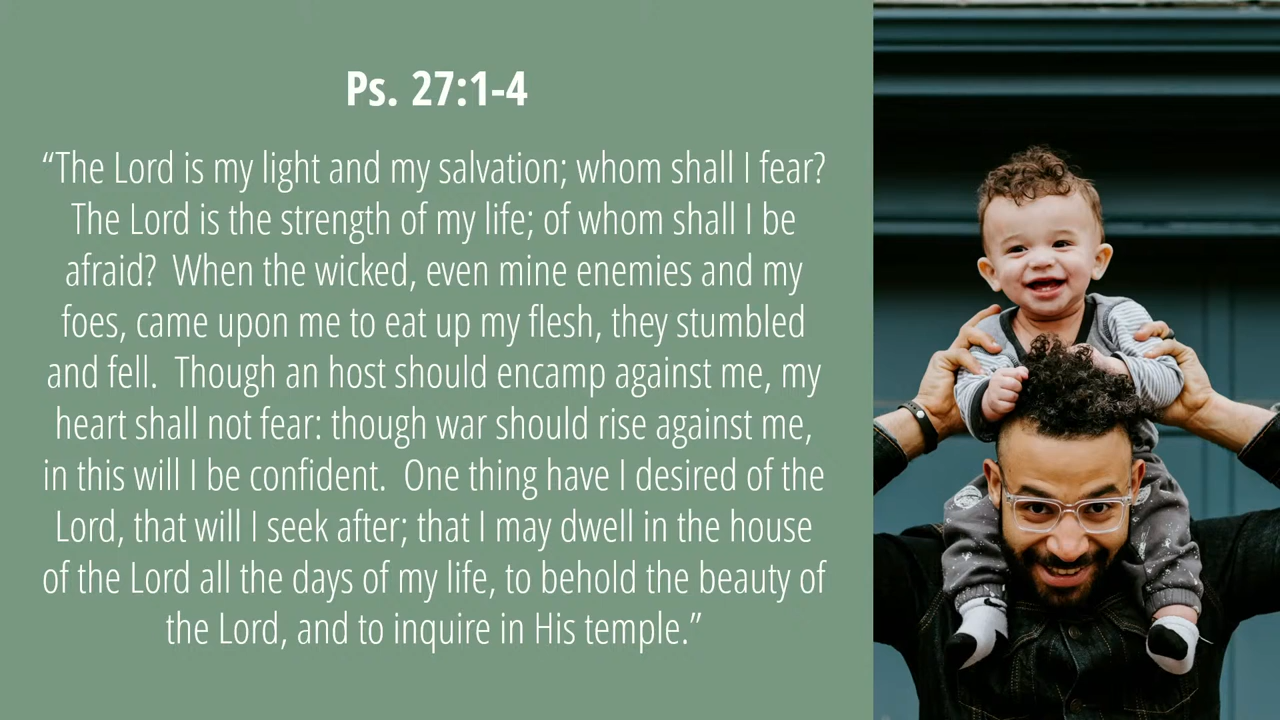 Ps. 27:1-4
“The Lord is my light and my salvation; whom shall I fear?
The Lord is the strength of my life; of whom shall I be
afraid?  When the wicked, even mine enemies and my
foes, came upon me to eat up my flesh, they stumbled
and fell.  Though an host should encamp against me, my
heart shall not fear: though war should rise against me,
in this will I be confident.  One thing have I desired of the
Lord, that will I seek after; that I may dwell in the house
of the Lord all the days of my life, to behold the beauty of
the Lord, and to inquire in His temple.”